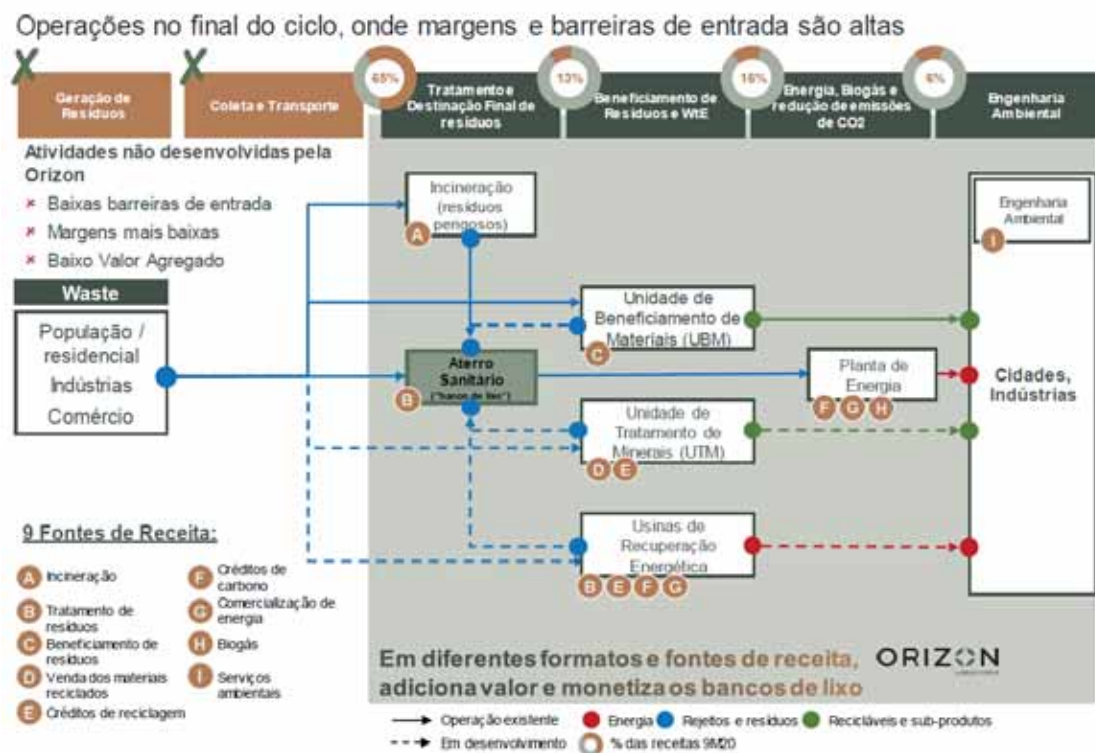 Operações no final do ciclo, onde margens e barreiras de entrada são altas
Geração de
Resíduos
Coleta e Transporte
65%
Tratamento e
Destinação Final de
resíduos
13%
Beneficiamento de
Resíduos e WtE
16%
Energia, Biogás e
redução de emissões
de CO2
6%
Engenharia
Ambiental
Atividades não desenvolvidas pela
Orizon
× Baixas barreiras de entrada
× Margens mais baixas
× Baixo Valor Agregado
Waste
População /
residencial
Indústrias
Comércio
Incineração
(resíduos
perigosos)
A
Unidade de
Beneficiamento de
Materiais (UBM)
C
Aterro
Sanitário
("banco de lixo")
B
Planta de
Energia
F G H
Unidade de
Tratamento de
Minerais (UTM)
D E
Usinas de
Recuperação
Energética
B E F G
Engenharia
Ambiental
I
Cidades,
Indústrias
9 Fontes de Receita:
A Incineração
B Tratamento de
resíduos
C Beneficiamento de
resíduos
D Venda dos materiais
reciclados
E Créditos de reciclagem
F Créditos de
carbono
G Comercialização de
energia
H Biogás
I Serviços
ambientais
Em diferentes formatos e fontes de receita,
adiciona valor e monetiza os bancos de lixo
ORIZON
Operação existente
Energia
Rejeitos e resíduos
Recicláveis e sub-produtos
Em desenvolvimento
% das receitas 9M20